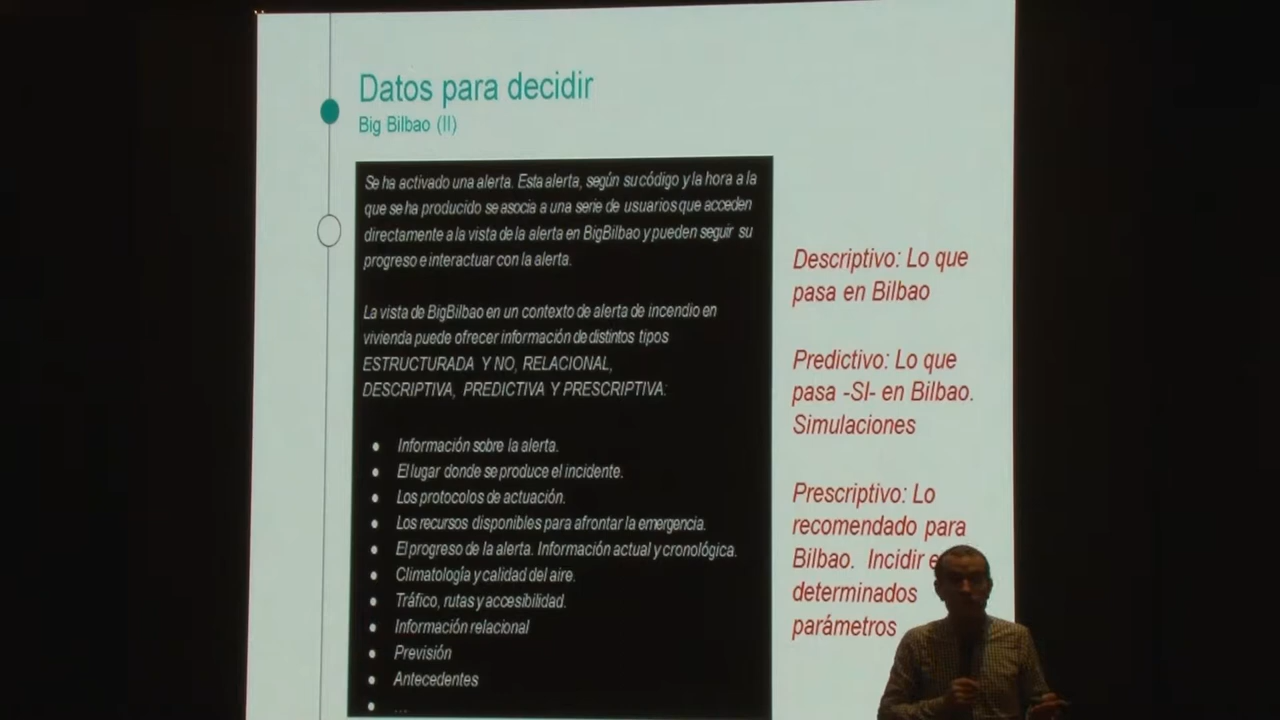 Datos para decidir
Big Bilbao (II)
Se ha activado una alerta. Esta alerta, según su código y la hora a la
que se ha producido se asocia a una serie de usuarios que acceden
directamente a la vista de la alerta en BigBilbao y pueden seguir su
progreso e interactuar con la alerta.
La vista de BigBilbao en un contexto de alerta de incendio en
vivienda puede ofrecer información de distintos tipos
ESTRUCTURADA Y NO, RELACIONAL,
DESCRIPTIVA, PREDICTIVA Y PRESCRIPTIVA:
● Información sobre la alerta.
● El lugar donde se produce el incidente.
● Los protocolos de actuación.
● Los recursos disponibles para afrontar la emergencia.
● El progreso de la alerta. Información actual y cronológica.
● Climatología y calidad del aire.
● Tráfico, rutas y accesibilidad.
● Información relacional
● Previsión
● Antecedentes
● ...
Descriptivo: Lo que
pasa en Bilbao
Predictivo: Lo que
pasa -SI- en Bilbao.
Simulaciones
Prescriptivo: Lo
recomendado para
Bilbao. Incidir
determinados
parámetros